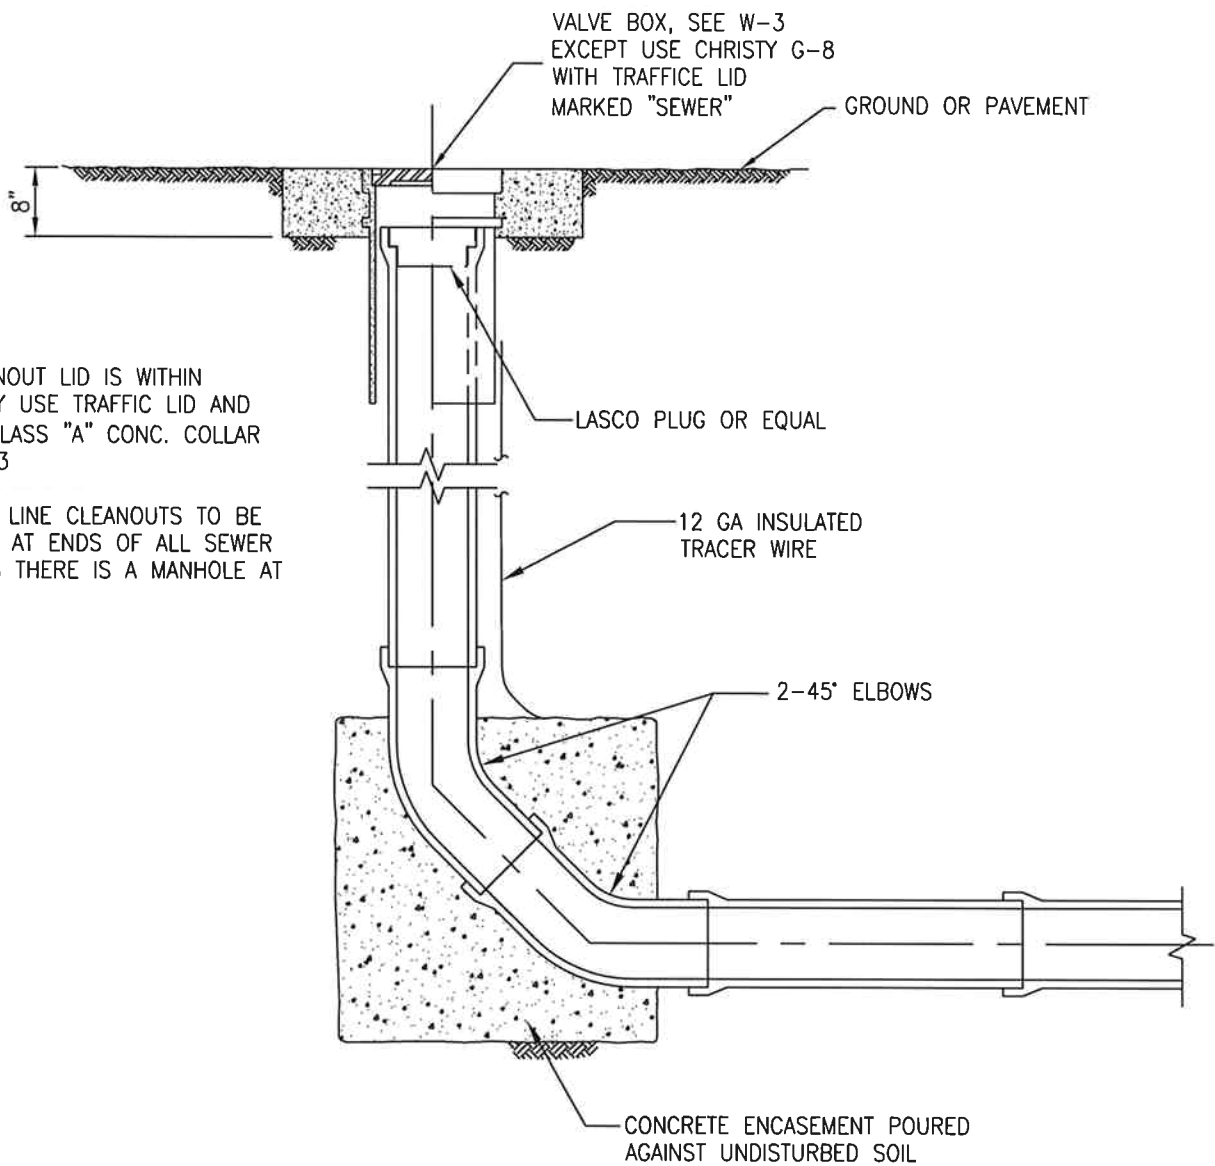 VALVE BOX, SEE W-3
EXCEPT USE CHRISTY G-8
WITH TRAFFICE LID
MARKED "SEWER"
GROUND OR PAVEMENT
8"
NOUT LID IS WITHIN
Y USE TRAFFIC LID AND
LASS "A" CONC. COLLAR
3
LASCO PLUG OR EQUAL
LINE CLEANOUTS TO BE
AT ENDS OF ALL SEWER
THERE IS A MANHOLE AT
12 GA INSULATED
TRACER WIRE
2-45° ELBOWS
CONCRETE ENCASEMENT POURED
AGAINST UNDISTURBED SOIL